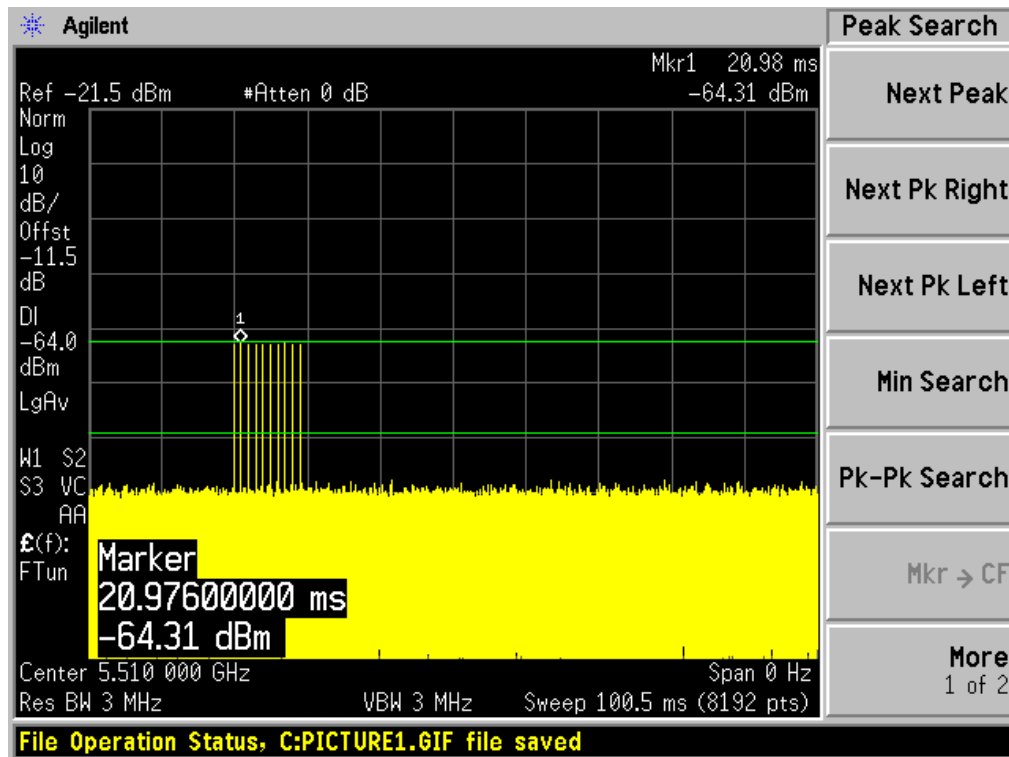 Agilent
Peak Search
Mkr1 20.98 ms
Ref -21.5 dBm #Atten 0 dB -64.31 dBm
Norm
Log
10
dB/
Offst
-11.5
dB
DI
-64.0
dBm
LgAv
W1 S2
S3 VC
AA
£(f):
FTun
1
Marker
20.97600000 ms
-64.31 dBm
Center 5.510 000 GHz Span 0 Hz
Res BW 3 MHz VBW 3 MHz Sweep 100.5 ms (8192 pts)
Next Peak
Next Pk Right
Next Pk Left
Min Search
Pk-Pk Search
Mkr → CF
More
1 of 2
File Operation Status, C:PICTURE1.GIF file saved